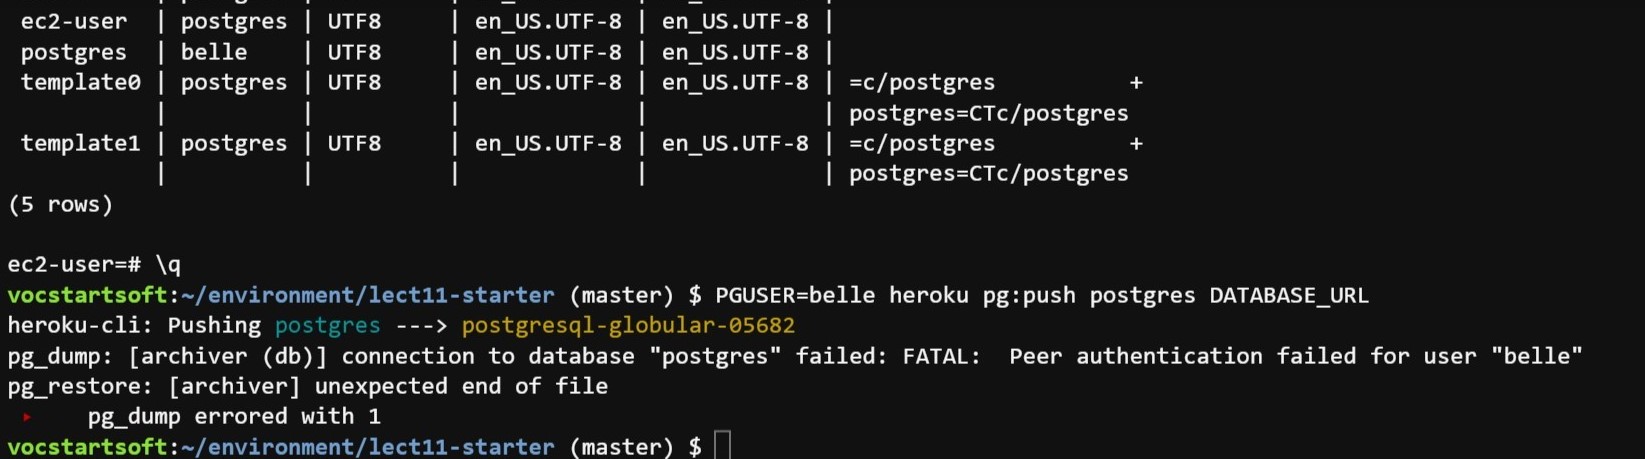 ec2-user | postgres | UTF8 | en_US.UTF-8 | en_US.UTF-8 |
postgres | belle | UTF8 | en_US.UTF-8 | en_US.UTF-8 |
template0 | postgres | UTF8 | en_US.UTF-8 | en_US.UTF-8 | =c/postgres +
| | | | | postgres=CTc/postgres
template1 | postgres | UTF8 | en_US.UTF-8 | en_US.UTF-8 | =c/postgres +
| | | | | postgres=CTc/postgres
(5 rows)
ec2-user=# \q
vocstartsoft:~/environment/lect11-starter (master) $ PGUSER=belle heroku pg:push postgres DATABASE_URL
heroku-cli: Pushing postgres ---> postgresql-globular-05682
pg_dump: [archiver (db)] connection to database "postgres" failed: FATAL:  Peer authentication failed for user "belle"
pg_restore: [archiver] unexpected end of file
▸    pg_dump errored with 1
vocstartsoft:~/environment/lect11-starter (master) $